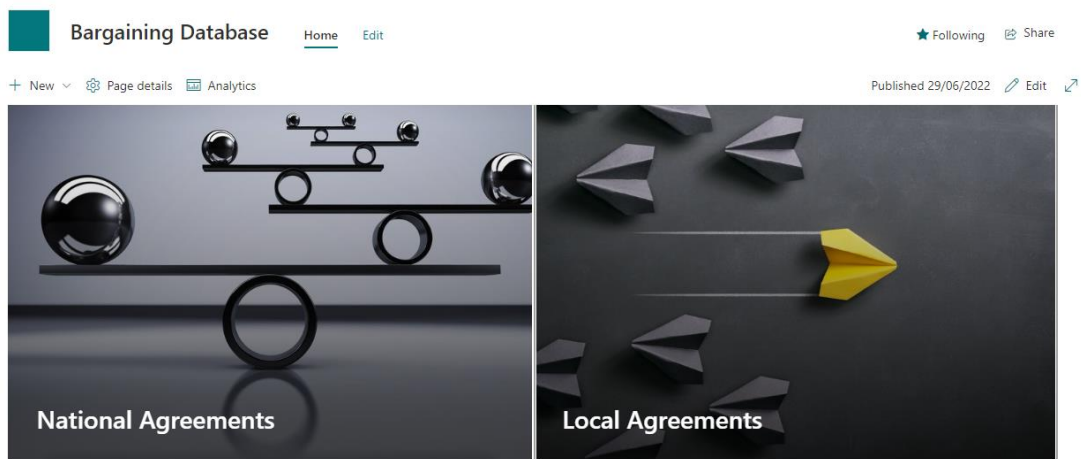 Bargaining Database Home Edit Following Share
New Page details Analytics Published 29/06/2022 Edit
National Agreements Local Agreements